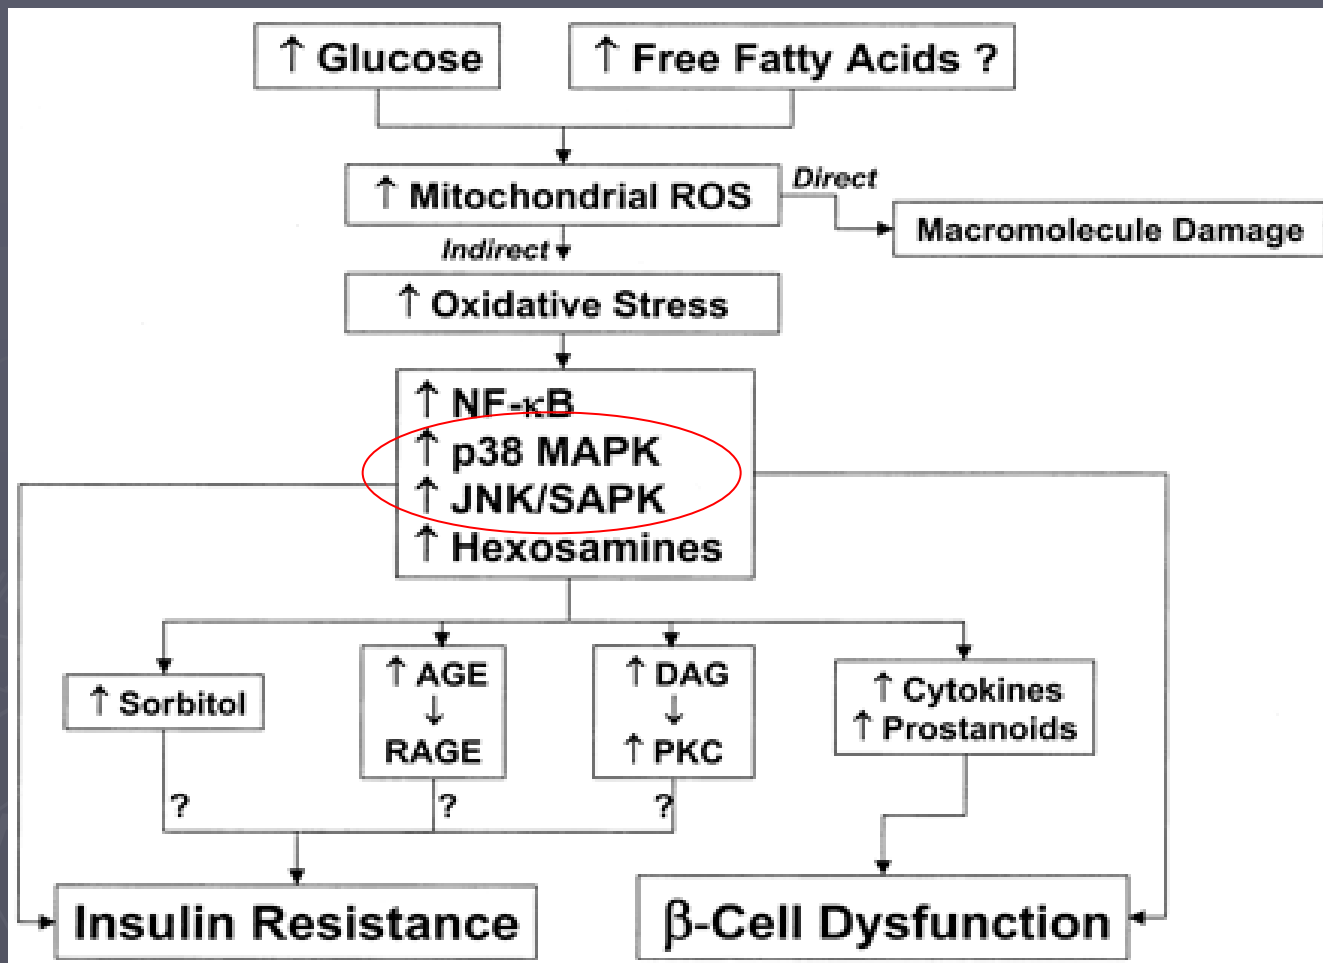 ↑ Glucose
↑ Free Fatty Acids ?
↑ Mitochondrial ROS
Direct
Macromolecule Damage
Indirect
↑ Oxidative Stress
↑ NF-κB
↑ p38 MAPK
↑ JNK/SAPK
↑ Hexosamines
↑ Sorbitol
↑ AGE
↓
RAGE
↑ DAG
↓
↑ PKC
↑ Cytokines
↑ Prostanoids
?
?
?
Insulin Resistance
β-Cell Dysfunction